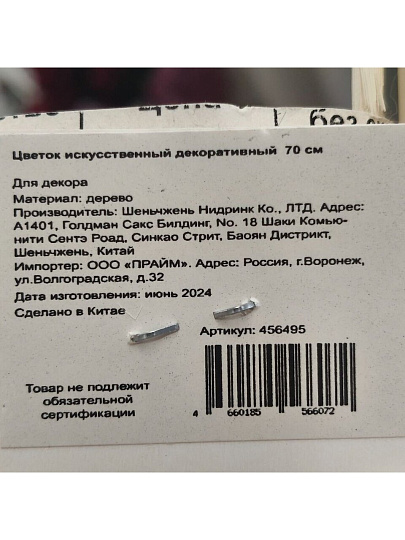 Цена
без
Цветок искусственный декоративный 70 см
Для декора
Материал: дерево
Производитель: Шеньчжень Нидринк Ко., ЛТД. Адрес:
А1401, Голдман Сакс Билдинг, No. 18 Шаки Комью-
нити Сентэ Роад, Синкао Стрит, Баоян Дистрикт,
Шеньчжень, Китай
Импортер: ООО «ПРАЙМ». Адрес: Россия, г.Воронеж,
ул.Волгоградская, д.32
Дата изготовления: июнь 2024
Сделано в Китае
Артикул: 456495
Товар не подлежит
обязательной
сертификации
4 660185 566072